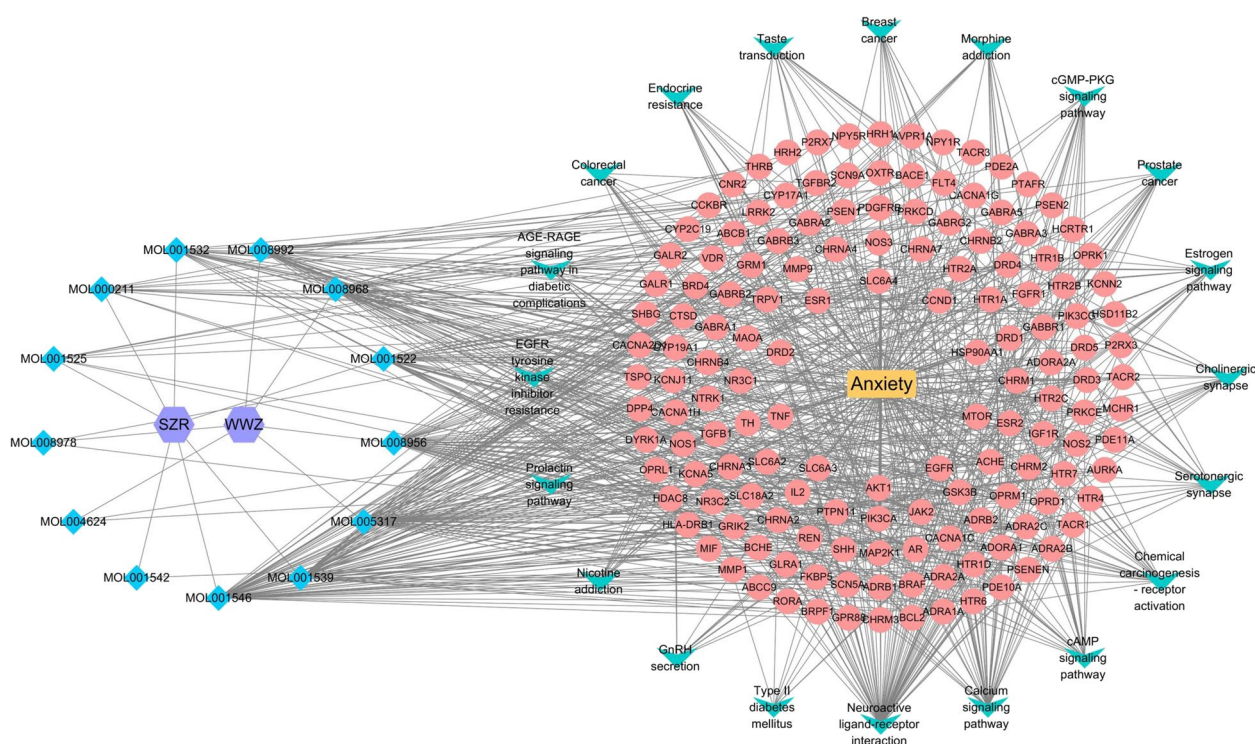 Taste
transduction
Breast
cancer
Morphine
addiction
cGMP-PKG
signaling
pathway
Endocrine
resistance
Colorectal
cancer
Prostate
cancer
AGE-RAGE
signaling
pathway in
diabetic
complications
Estrogen
signaling
pathway
EGFR
tyrosine
kinase
inhibitor
resistance
Cholinergic
synapse
Prolactin
signaling
pathway
Serotonergic
synapse
Nicotine
addiction
Chemical
carcinogenesis
- receptor
activation
GnRH
secretion
cAMP
signaling
pathway
Type II
diabetes
mellitus
Neuroactive
ligand-receptor
interaction
Calcium
signaling
pathway
MOL001532
MOL008992
MOL000211
MOL008968
MOL001525
MOL001522
SZR
WWZ
MOL008978
MOL008956
MOL004624
MOL005317
MOL001542
MOL001539
MOL001546
Anxiety
P2RX7
NPY5R
HRH1
AVPR1A
NPY1R
TACR3
HRH2
PDE2A
THRB
PTAFR
CNR2
PSEN2
CCKBR
HCRTR1
CYP2C19
OPRK1
GALR2
KCNN2
GALR1
HSD11B2
SHBG
P2RX3
TSPO
TACR2
DPP4
MCHR1
DYRK1A
PDE11A
OPRL1
AURKA
HDAC8
HTR4
HLA-DRB1
TACR1
MIF
ADRA2B
MMP1
PSENEN
ABCC9
PDE10A
RORA
HTR6
BRPF1
GPR88
CHRM3
BCL2
ADRA1A
TGFBR2
SCN9A
OXTR
BACE1
FLT4
CACNA1G
CYP17A1
GABRA5
LRRK2
GABRA3
ABCB1
HTR1B
VDR
HTR2B
BRD4
PIK3CG
CTSD
DRD5
CYP19A1
DRD3
KCNJ11
PRKCE
CACNA1H
NOS2
NOS1
HTR7
KCNA5
OPRD1
NR3C2
ADRA2C
GRIK2
ADORA1
BCHE
HTR1D
GLRA1
ADRA2A
FKBP5
SCN5A
ADRB1
BRAF
GABRA2
PSEN1
PDGFRB
PRKCD
GABRG2
GABRB3
CHRNA4
NOS3
CHRNA7
CHRNB2
GRM1
MMP9
HTR2A
DRD4
GABRB2
TRPV1
ESR1
SLC6A4
CCND1
HTR1A
FGFR1
GABRA1
MAOA
DRD2
HSP90AA1
DRD1
GABBR1
ADORA2A
CHRNB4
NR3C1
CHRM1
HTR2C
NTRK1
TGFB1
TH
TNF
MTOR
ESR2
IGF1R
CHRNA3
SLC6A2
SLC6A3
EGFR
ACHE
CHRM2
SLC18A2
IL2
AKT1
GSK3B
OPRM1
CHRNA2
PTPN11
PIK3CA
JAK2
ADRB2
REN
SHH
MAP2K1
AR
CACNA1C